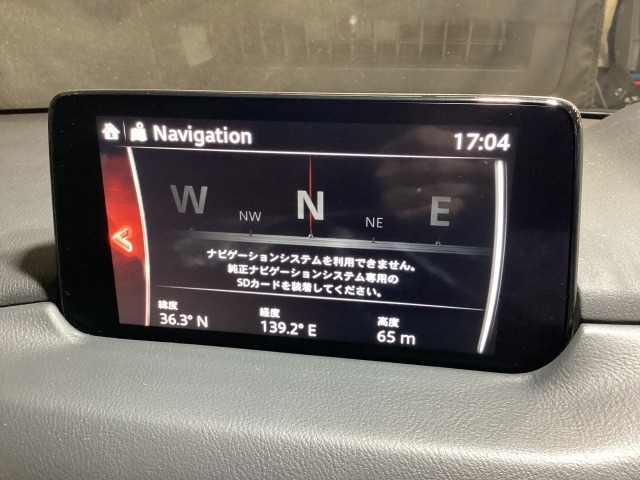 Navigation 17:04
W NW N NE E
ナビゲーションシステムを利用できません。
純正ナビゲーションシステム専用の
SDカードを装着してください。
緯度 経度 高度
36.3° N 139.2° E 65 m